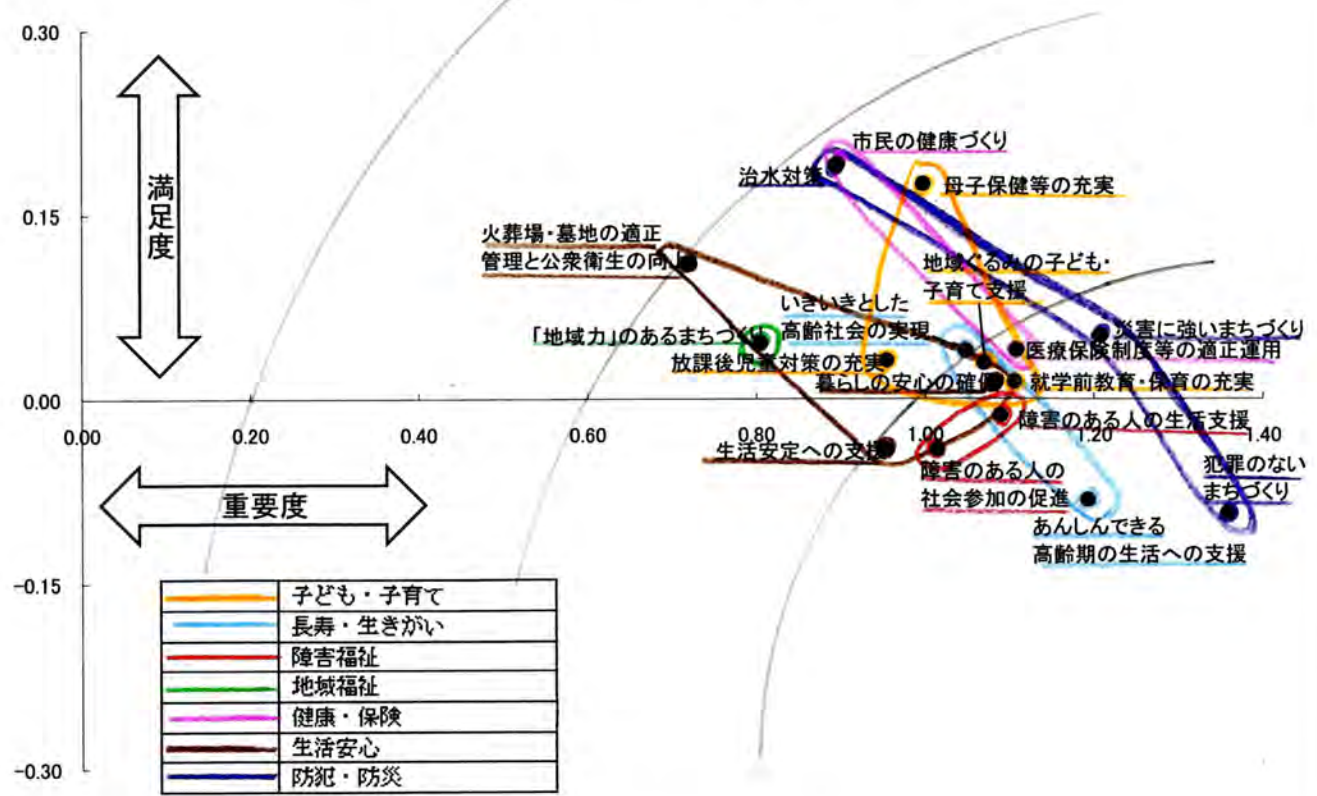 0.30
市民の健康づくり
治水対策
母子保健等の充実
満足度
0.15
火葬場・墓地の適正
管理と公衆衛生の向上
地域ぐるみの子ども・
子育て支援
いきいきとした
高齢社会の実現
災害に強いまちづくり
「地域力」のあるまちづくり
医療保険制度等の適正運用
放課後児童対策の充実
暮らしの安心の確保
就学前教育・保育の充実
0.00
障害のある人の生活支援
0.00
0.20
0.40
0.60
0.80
1.00
1.20
1.40
生活安定への支援
障害のある人の
社会参加の促進
犯罪のない
まちづくり
重要度
あんしんできる
高齢期の生活への支援
-0.15
子ども・子育て
長寿・生きがい
障害福祉
地域福祉
健康・保険
生活安心
防犯・防災
-0.30